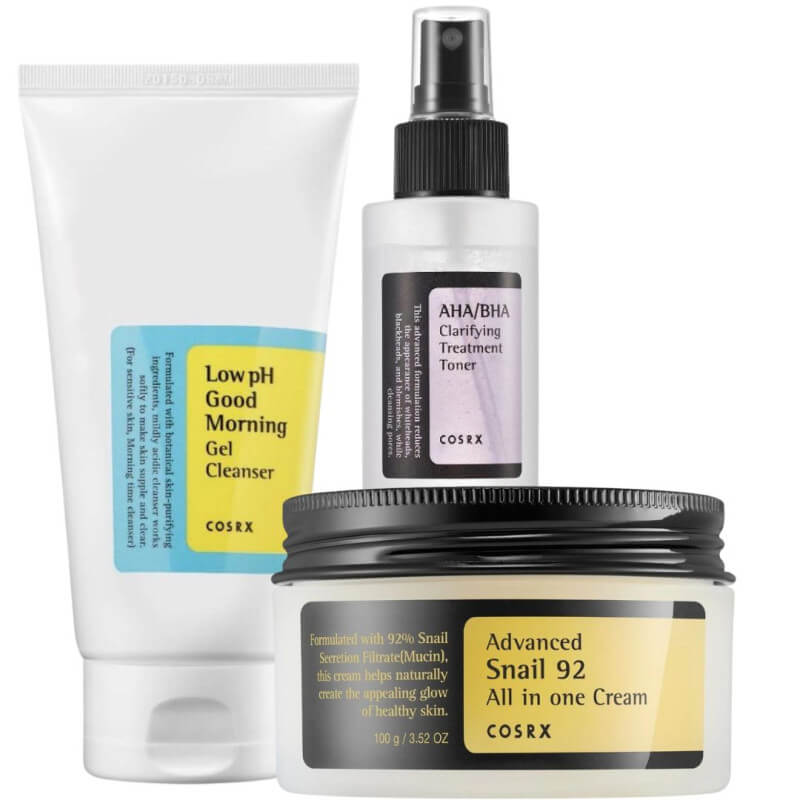 Formulated with botanical skin-purifying
ingredients, mildly acidic cleanser works
softly to make skin supple and clear.
(For sensitive skin, Morning time cleanser)
Low pH
Good
Morning
Gel
Cleanser
COSRX
This advanced formulation reduces
the appearance of whiteheads,
blackheads, and blemishes, while
cleansing pores.
AHA/BHA
Clarifying
Treatment
Toner
COSRX
Formulated with 92% Snail
Secretion Filtrate(Mucin),
this cream helps naturally
create the appealing glow
of healthy skin.
100 g / 3.52 OZ
Advanced
Snail 92
All in one Cream
COSRX